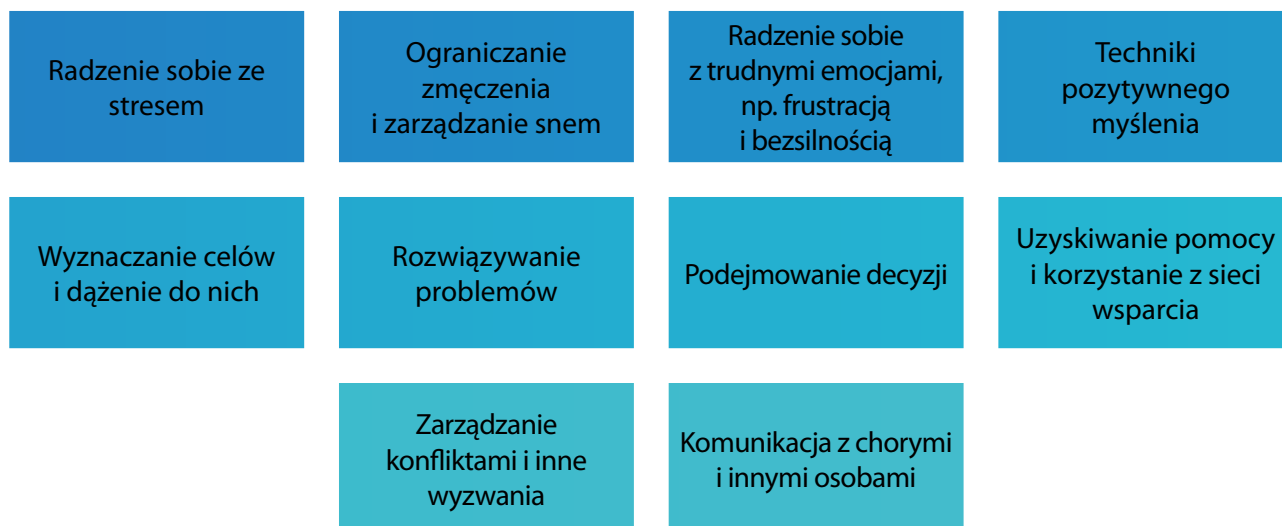 Radzenie sobie ze
stresem
Ograniczanie
zmęczenia
i zarządzanie snem
Radzenie sobie
z trudnymi emocjami,
np. frustracją
i bezsilnością
Techniki
pozytywnego
myślenia
Wyznaczanie celów
i dążenie do nich
Rozwiązywanie
problemów
Podejmowanie decyzji
Uzyskiwanie pomocy
i korzystanie z sieci
wsparcia
Zarządzanie
konfliktami i inne
wyzwania
Komunikacja z chorymi
i innymi osobami